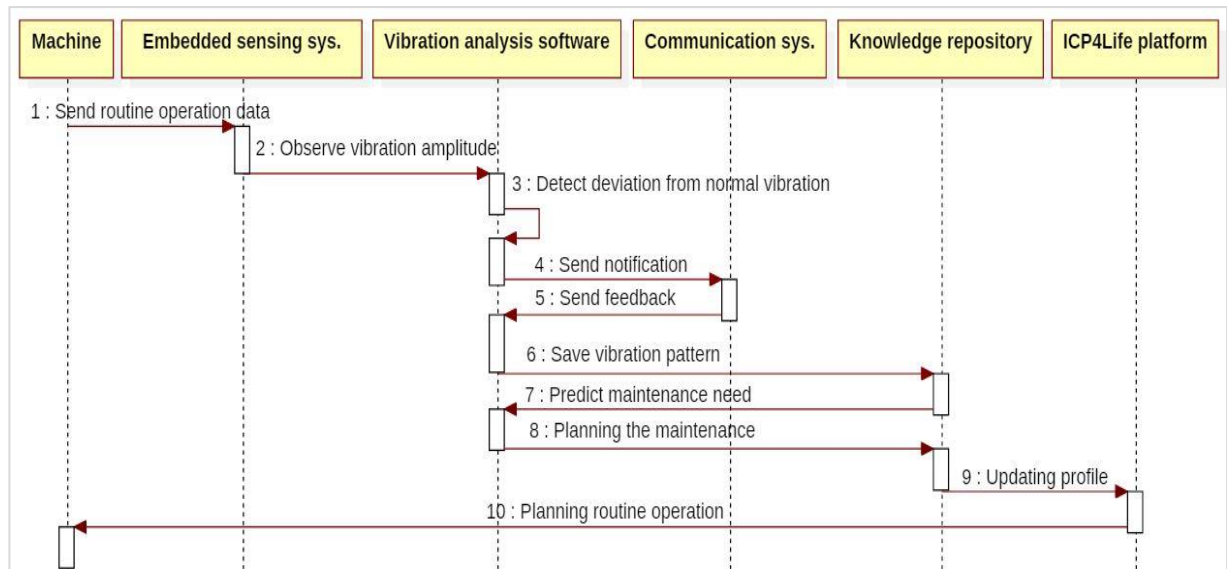 Machine
Embedded sensing sys.
Vibration analysis software
Communication sys.
Knowledge repository
ICP4Life platform
1 : Send routine operation data
2 : Observe vibration amplitude
3 : Detect deviation from normal vibration
4 : Send notification
5 : Send feedback
6 : Save vibration pattern
7 : Predict maintenance need
8 : Planning the maintenance
9 : Updating profile
10 : Planning routine operation